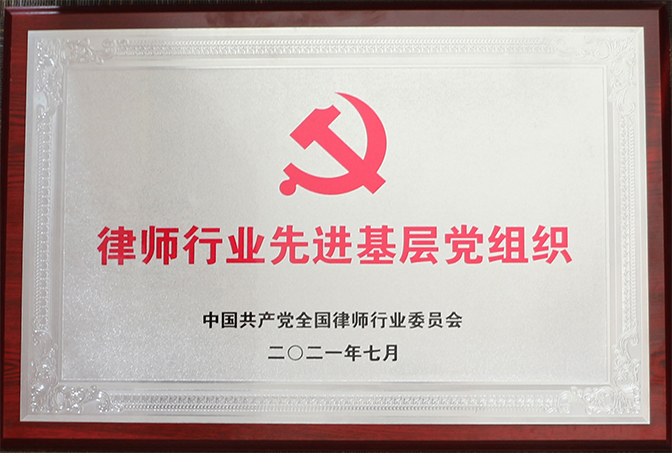 律师行业先进基层党组织
中国共产党全国律师行业委员会
二〇二一年七月